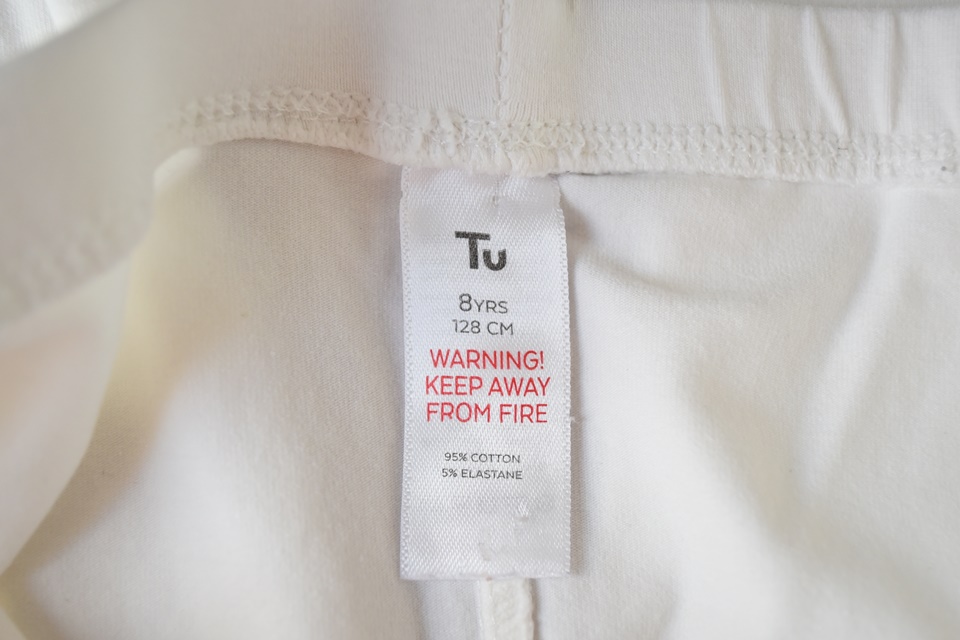 Tu
8YRS
128 CM
WARNING!
KEEP AWAY
FROM FIRE
95% COTTON
5% ELASTANE